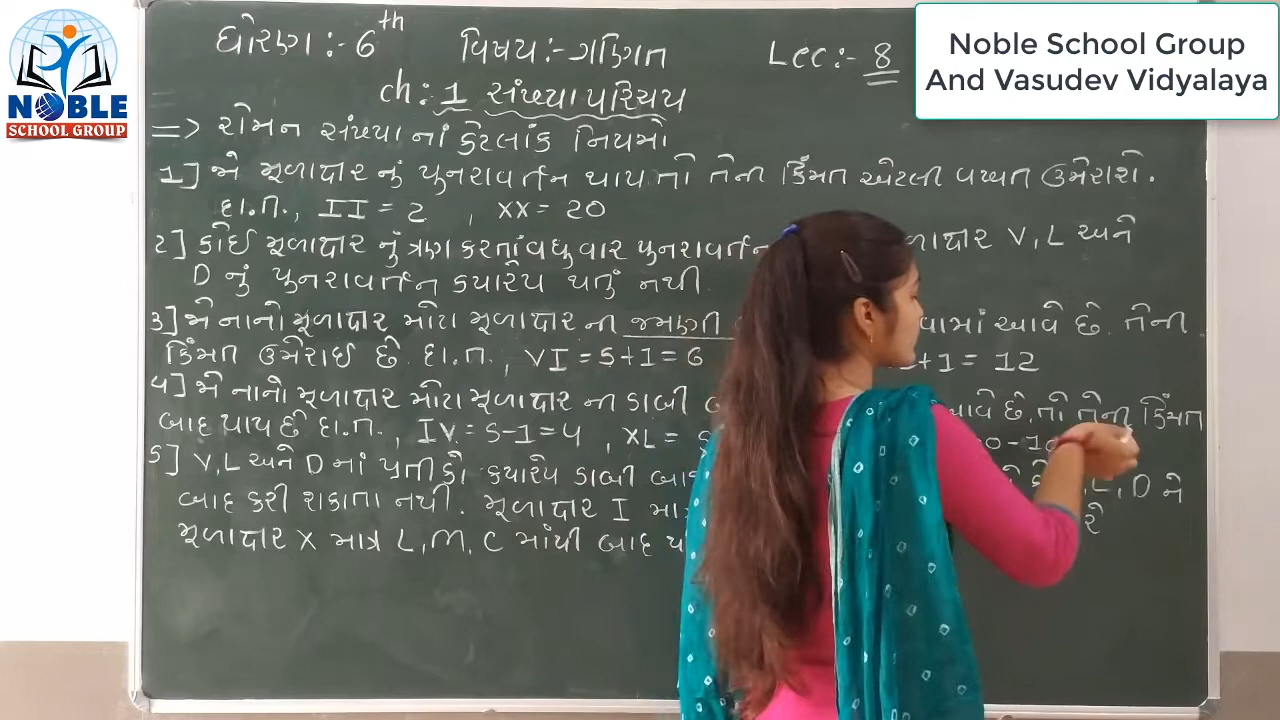 NOBLE
SCHOOL GROUP
Noble School Group
And Vasudev Vidyalaya
ધોરણ :- 6th વિષય:- ગણિત Lec:- 8
ch: 1 સંખ્યા પરિચય
=> રોમન સંખ્યા નાં કેટલાંક નિયમો
1] જે મૂળાક્ષર નું પુનરાવર્તન થાય તો તેની કિંમત એટલી વખત ઉમેરાશે.
દા.ત., II = 2 , XX = 20
2] કોઈ મૂળાક્ષર નું ત્રણ કરતાં વધુ વાર પુનરાવર્તન V, L અને
D નું પુનરાવર્તન કયારેય થતું નથી.
3] જે નાનો મૂળાક્ષર મોટા મૂળાક્ષર ની જમણી આવે છે. તેની
કિંમત ઉમેરાઈ છે. દા.ત., VI = 5+1 = 6 +1 = 12
4] જે નાનો મૂળાક્ષર મોટા મૂળાક્ષર ની ડાબી આવે છે, તો તેની કિંમત
બાદ થાય છે. દા.ત., IV = 5-1 = 4 , XL =
5] V, L અને D નાં પ્રતીકો કયારેય ડાબી D ને
બાદ કરી શકાતા નથી. મૂળાક્ષર I
મૂળાક્ષર X માત્ર L, M, C માંથી બાદ